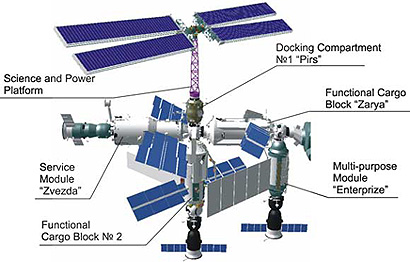 Docking Compartment
№1 "Pirs"
Science and Power
Platform
Functional Cargo
Block "Zarya"
Service
Module
"Zvezda"
Multi-purpose
Module
"Enterprize"
Functional
Cargo Block № 2